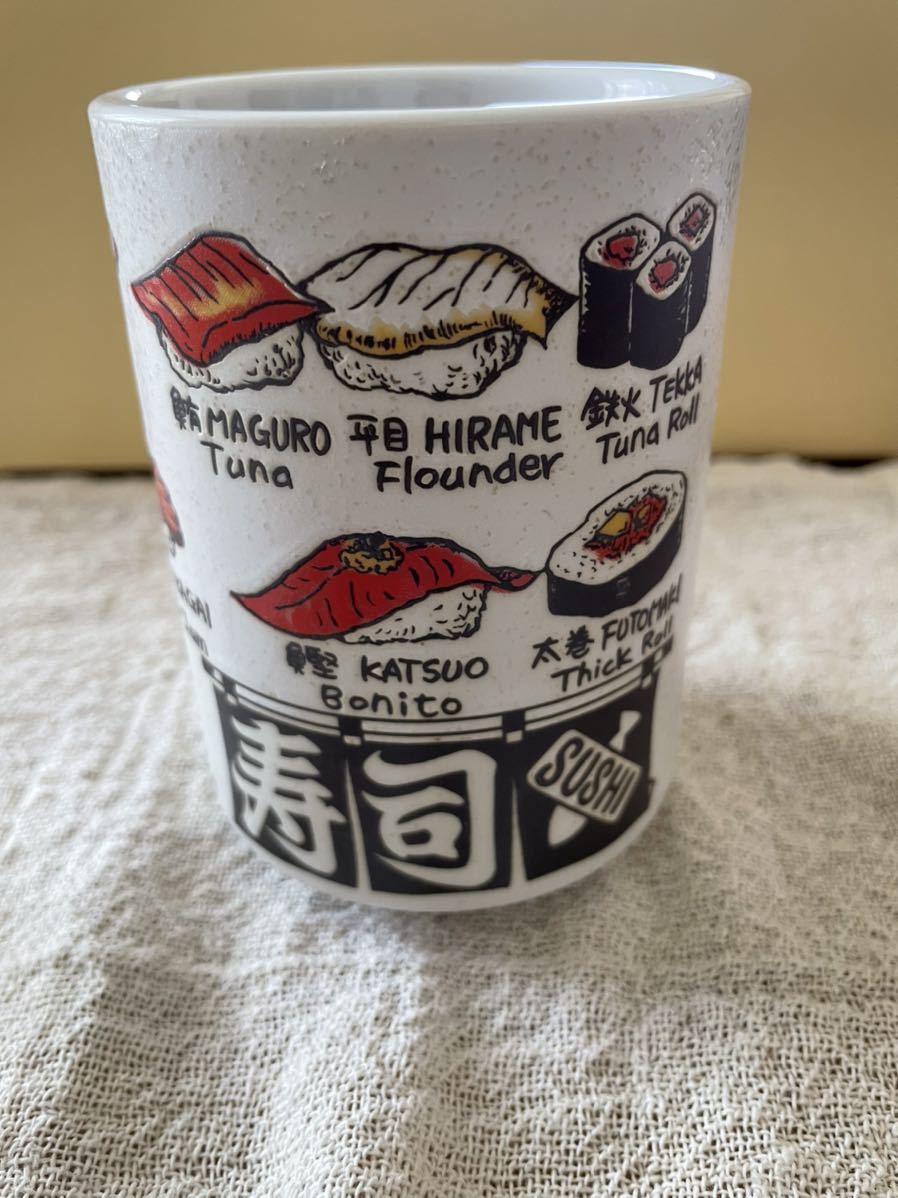 鮪 MAGURO
Tuna
平目 HIRAME
Flounder
鉄火 TEKKA
Tuna Roll
鰹 KATSUO
Bonito
太巻 FUTOMAKI
Thick Roll
寿司
SUSHI